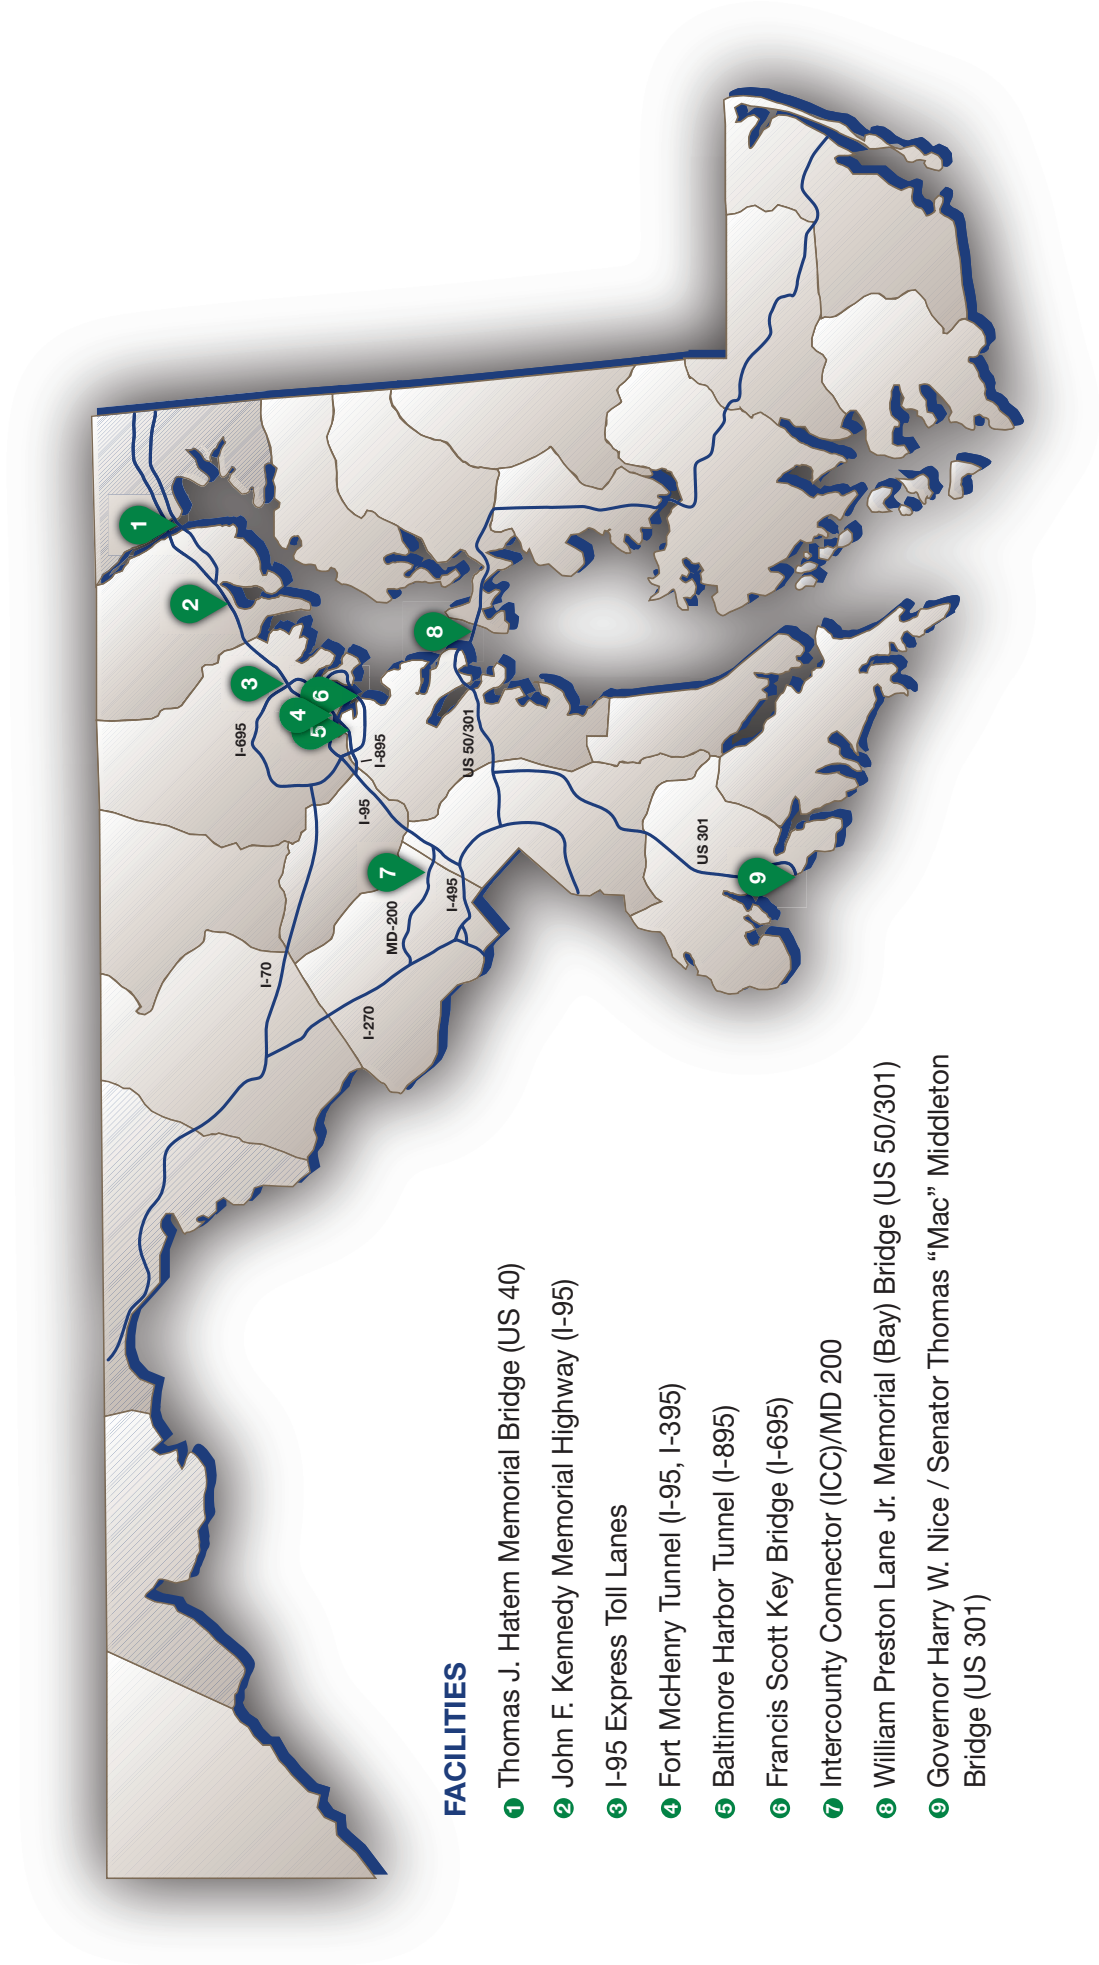 1
2
3
I-695
4
5
6
I-895
I-95
7
MD-200
I-495
I-70
I-270
8
US 50/301
US 301
9
FACILITIES
1 Thomas J. Hatem Memorial Bridge (US 40)
2 John F. Kennedy Memorial Highway (I-95)
3 I-95 Express Toll Lanes
4 Fort McHenry Tunnel (I-95, I-395)
5 Baltimore Harbor Tunnel (I-895)
6 Francis Scott Key Bridge (I-695)
7 Intercounty Connector (ICC)/MD 200
8 William Preston Lane Jr. Memorial (Bay) Bridge (US 50/301)
9 Governor Harry W. Nice / Senator Thomas “Mac” Middleton
Bridge (US 301)